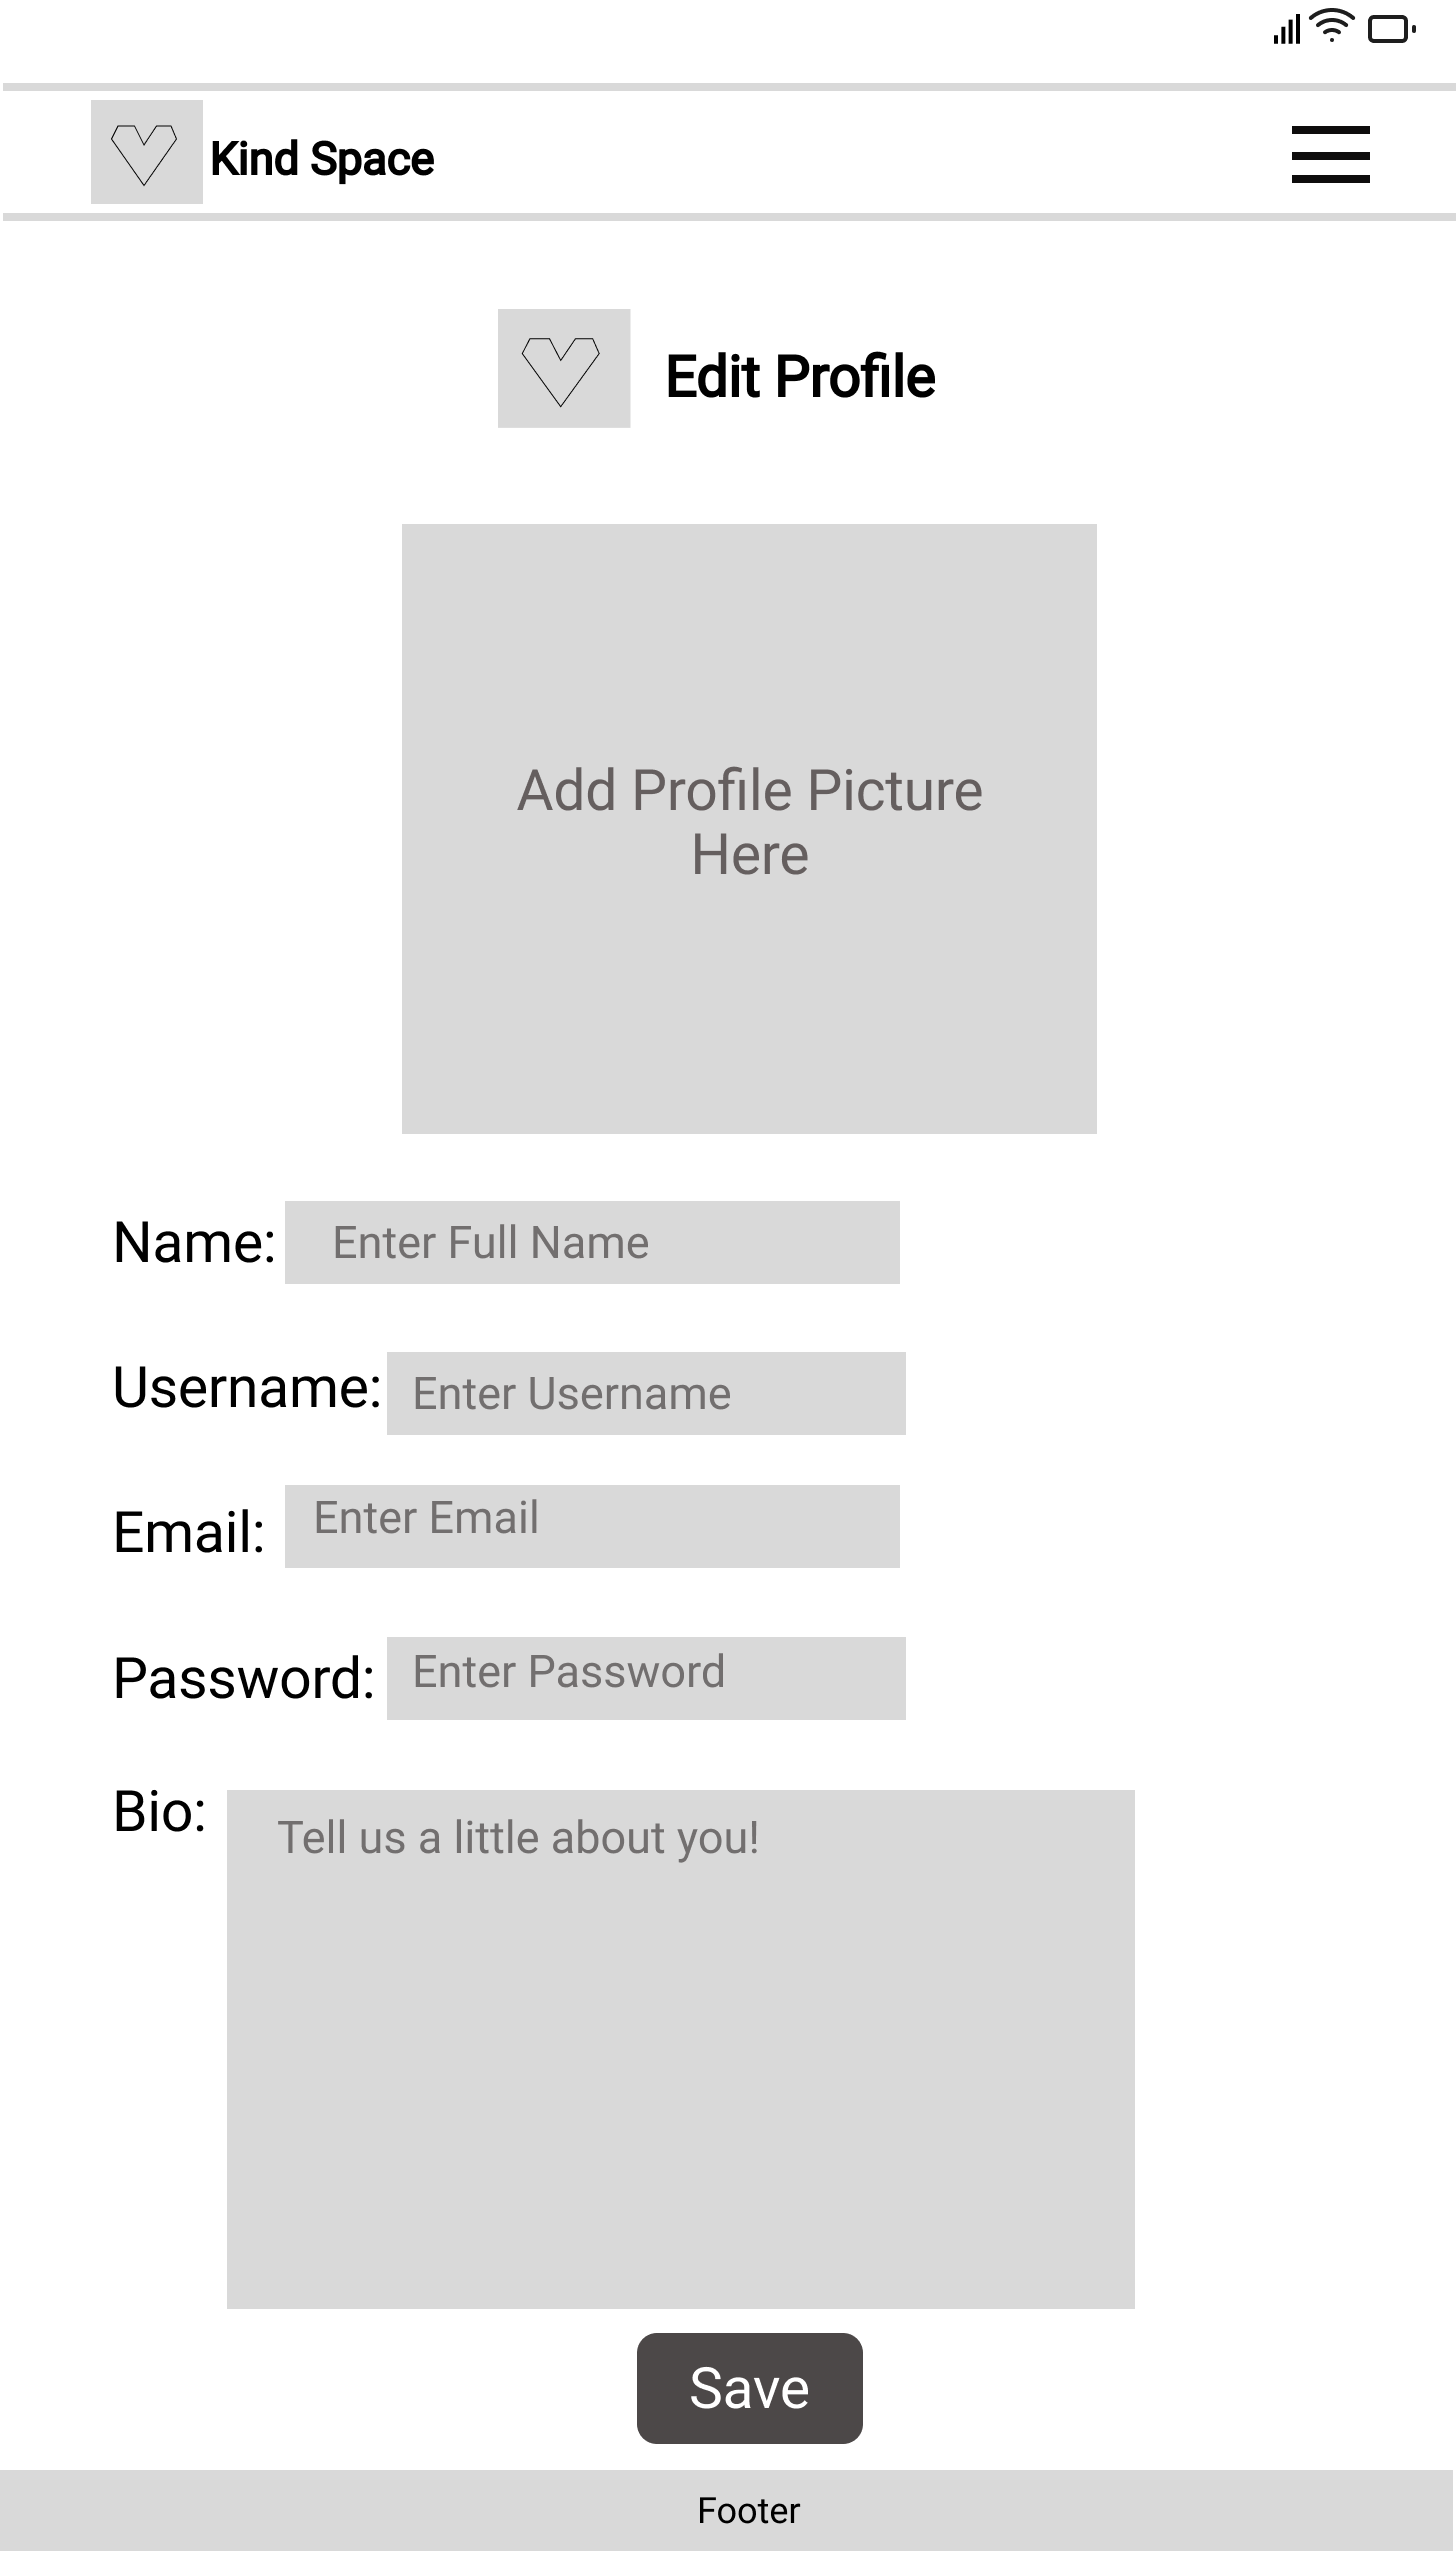 Kind Space
Edit Profile
Add Profile Picture
Here
Name: Enter Full Name
Username: Enter Username
Email: Enter Email
Password: Enter Password
Bio: Tell us a little about you!
Save
Footer